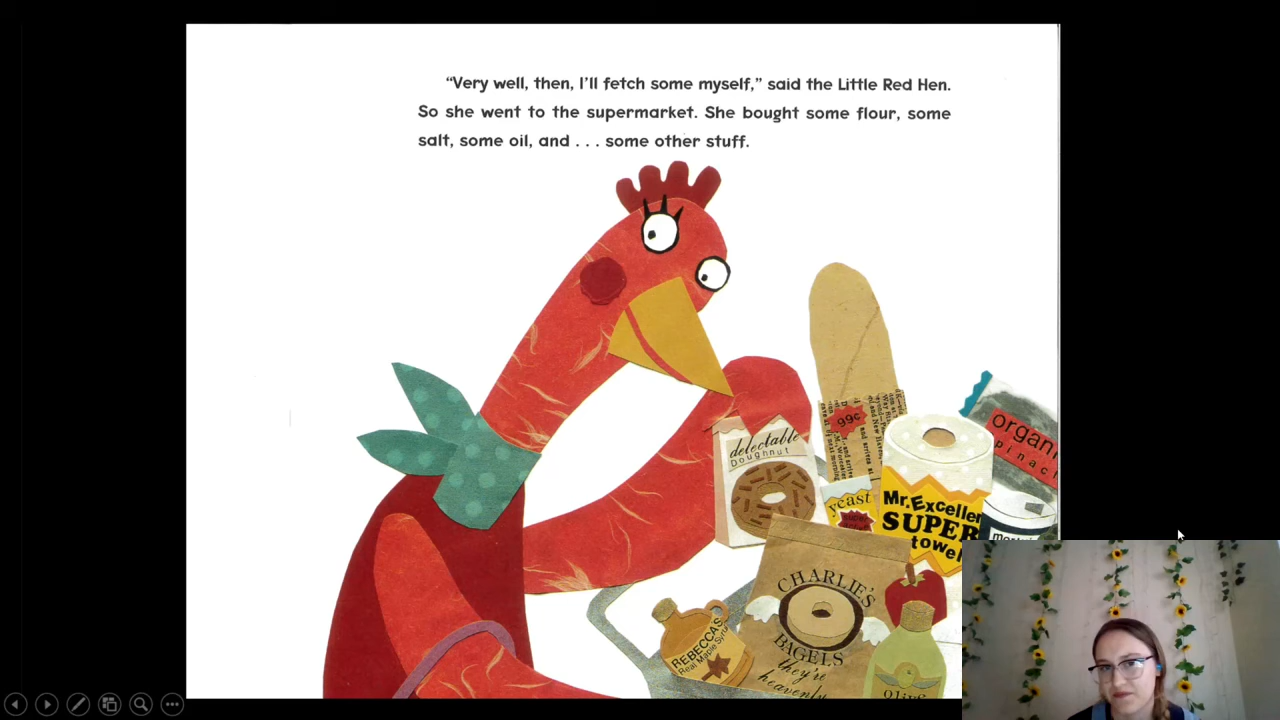 “Very well, then, I’ll fetch some myself,” said the Little Red Hen.
So she went to the supermarket. She bought some flour, some
salt, some oil, and . . . some other stuff.
delectable
Doughnut
99¢
yeast
organi
pinach
Mr.Excellen
SUPER
towel
CHARLIE'S
BAGELS
they're
heavenly
REBECCA'S
Real Maple Syrup
olive